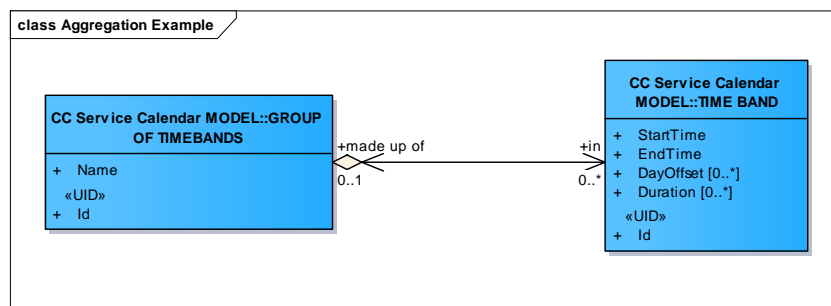 class Aggregation Example
CC Service Calendar MODEL::GROUP
OF TIMEBANDS
+ Name
«UID»
+ Id
+made up of
0..1
+in
0..*
CC Service Calendar
MODEL::TIME BAND
+ StartTime
+ EndTime
+ DayOffset [0..*]
+ Duration [0..*]
«UID»
+ Id